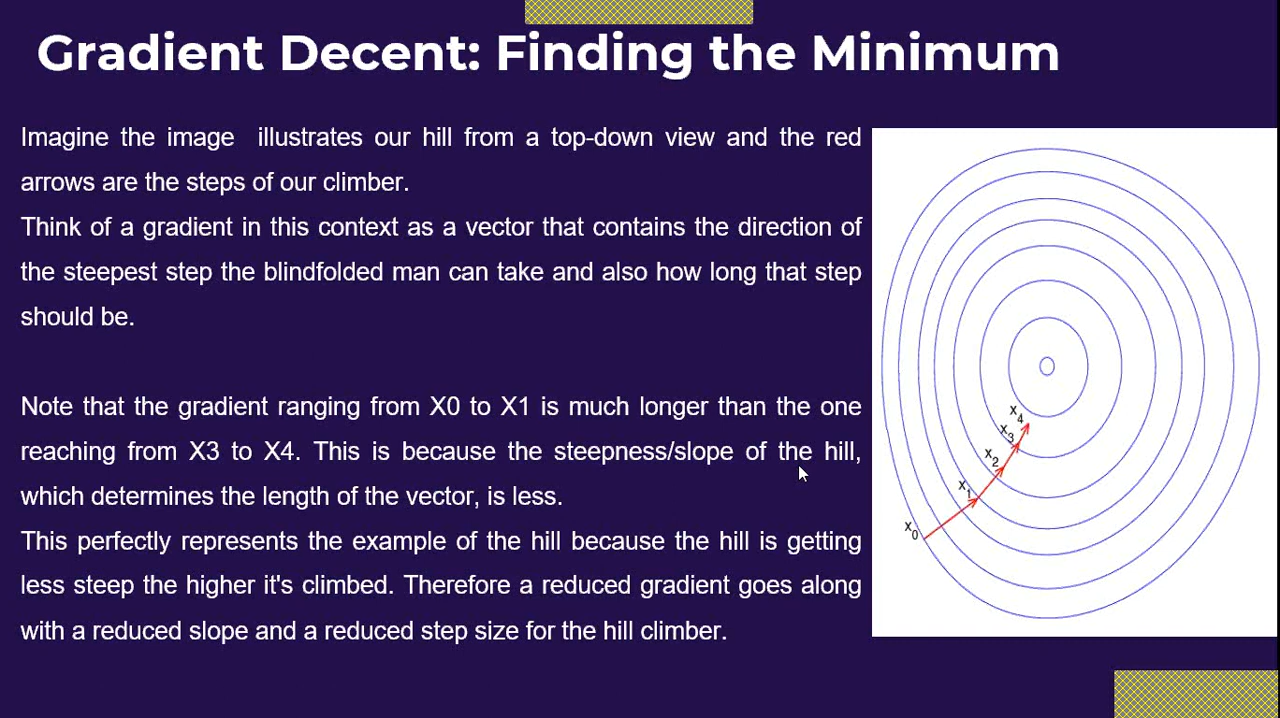 Gradient Decent: Finding the Minimum
Imagine the image illustrates our hill from a top-down view and the red
arrows are the steps of our climber.
Think of a gradient in this context as a vector that contains the direction of
the steepest step the blindfolded man can take and also how long that step
should be.
Note that the gradient ranging from X0 to X1 is much longer than the one
reaching from X3 to X4. This is because the steepness/slope of the hill,
which determines the length of the vector, is less.
This perfectly represents the example of the hill because the hill is getting
less steep the higher it's climbed. Therefore a reduced gradient goes along
with a reduced slope and a reduced step size for the hill climber.
x4
x3
x2
x1
x0